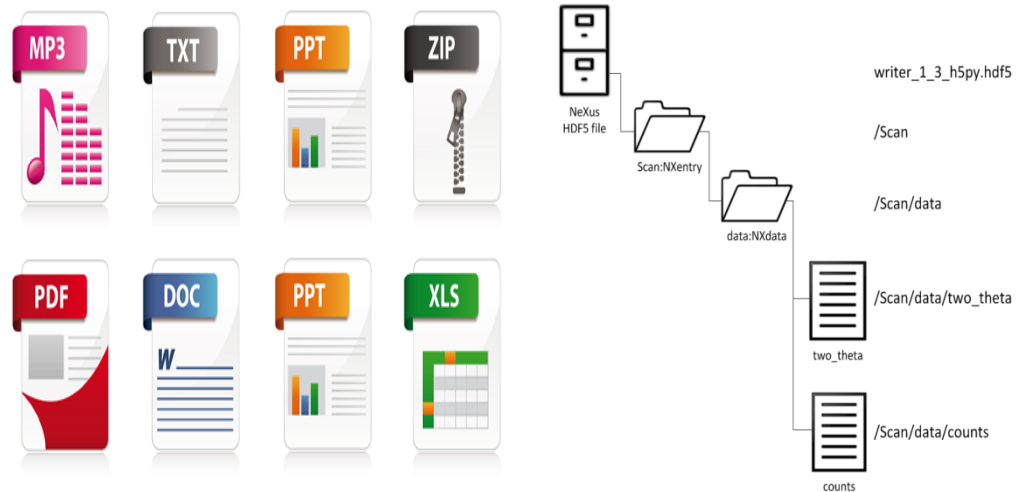 MP3
TXT
PPT
ZIP
PDF
DOC
PPT
XLS
W
NeXus
HDF5 file
writer_1_3_h5py.hdf5
Scan:NXentry
/Scan
data:NXdata
/Scan/data
two_theta
/Scan/data/two_theta
counts
/Scan/data/counts